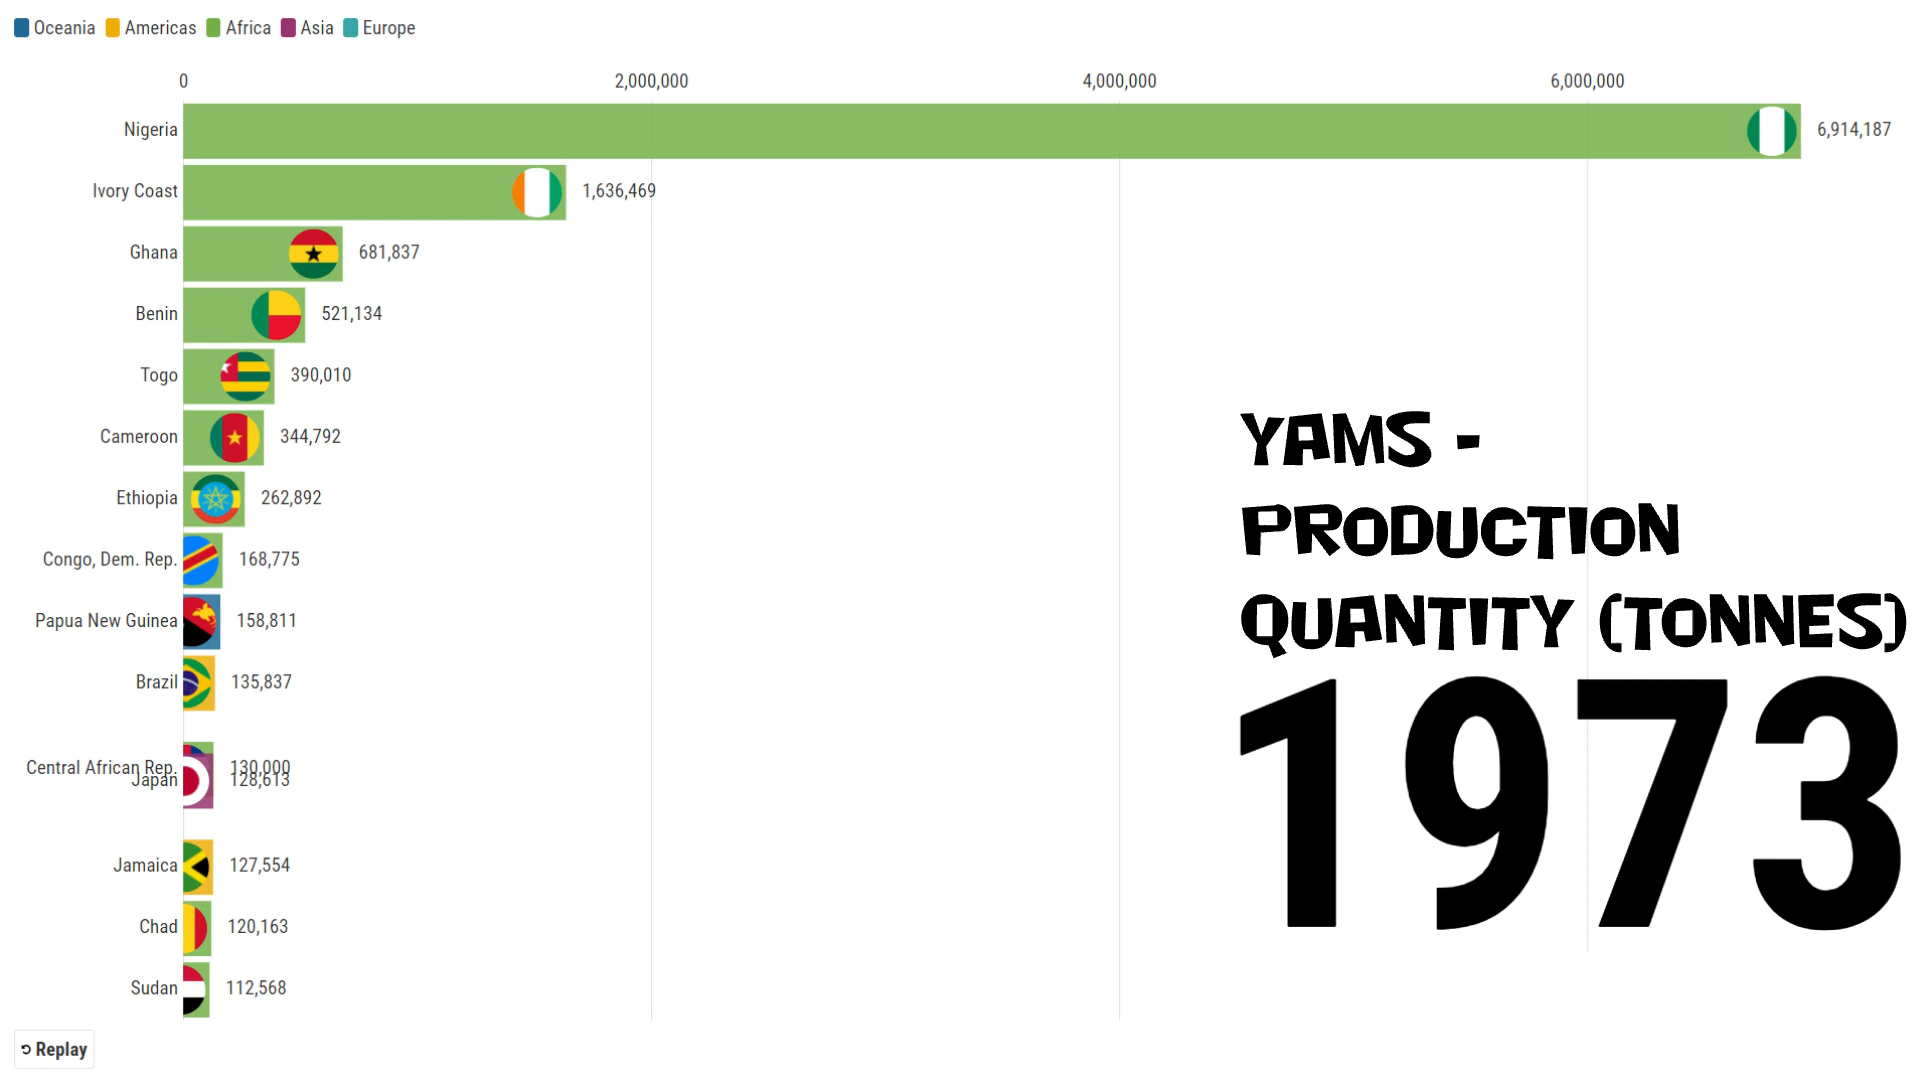 Oceania Americas Africa Asia Europe
0 2,000,000 4,000,000 6,000,000
Nigeria 6,914,187
Ivory Coast 1,636,469
Ghana 681,837
Benin 521,134
Togo 390,010
Cameroon 344,792
Ethiopia 262,892
Congo, Dem. Rep. 168,775
Papua New Guinea 158,811
Brazil 135,837
Central African Rep. 130,000
Japan 128,613
Jamaica 127,554
Chad 120,163
Sudan 112,568
YAMS -
PRODUCTION
QUANTITY (TONNES)
1973
Replay